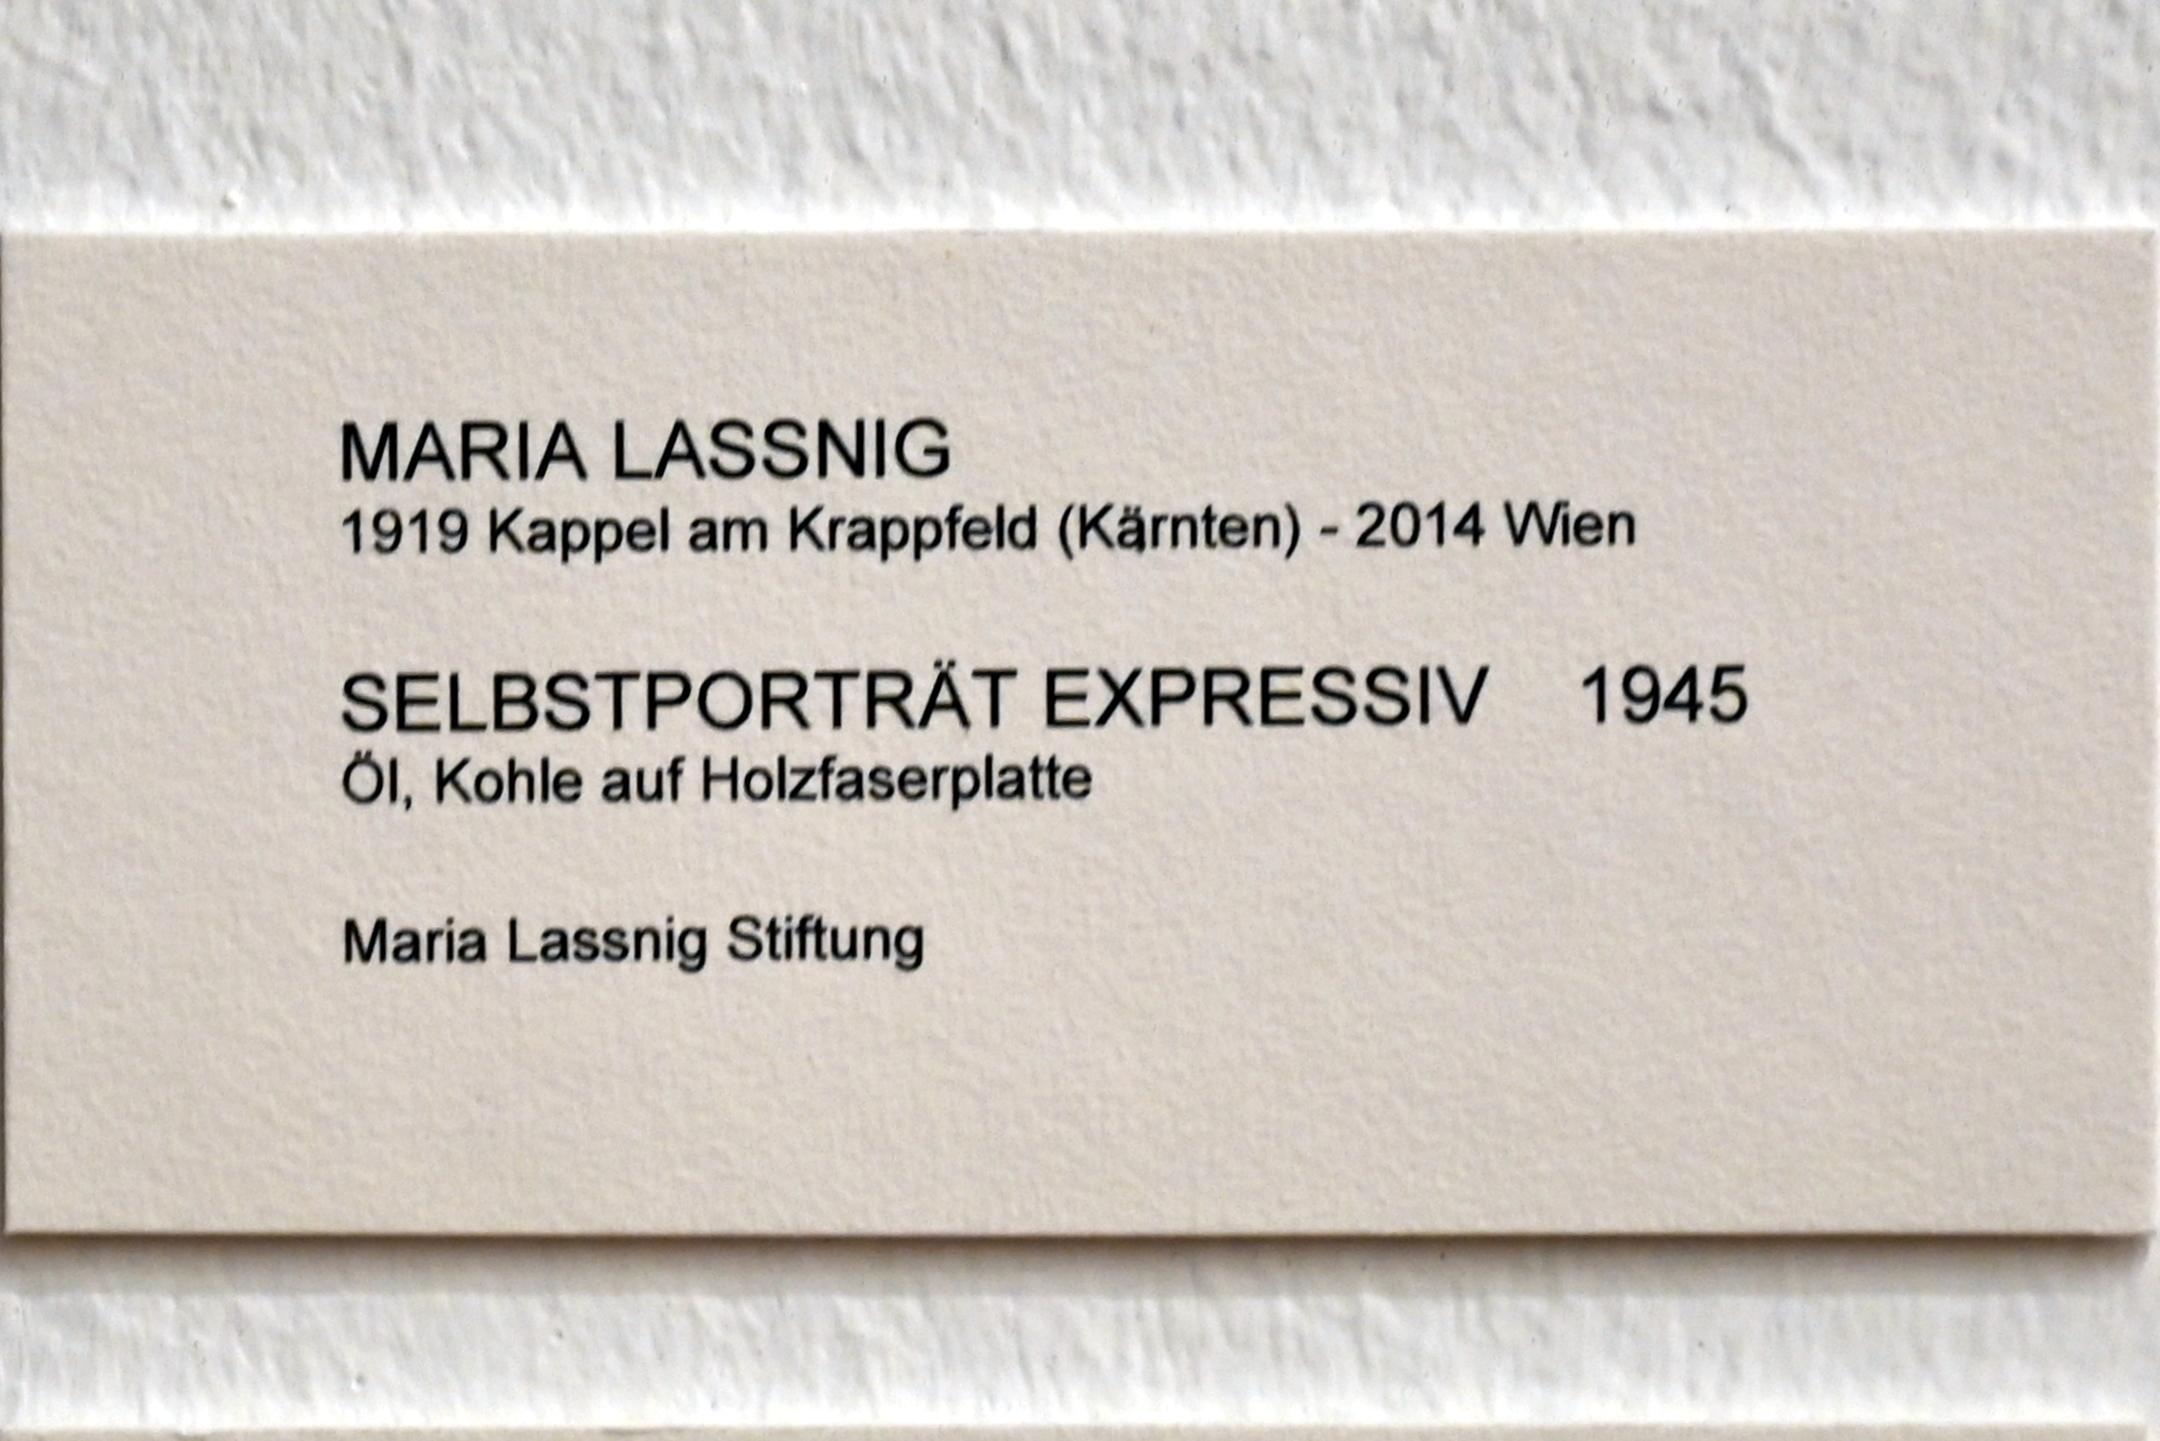 MARIA LASSNIG
1919 Kappel am Krappfeld (Kärnten) - 2014 Wien
SELBSTPORTRÄT EXPRESSIV 1945
Öl, Kohle auf Holzfaserplatte
Maria Lassnig Stiftung